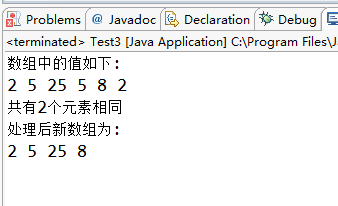 Problems @ Javadoc Declaration Debug
<terminated> Test3 [Java Application] C:\Program Files\Ja
数组中的值如下:
2 5 25 5 8 2
共有2个元素相同
处理后新数组为:
2 5 25 8